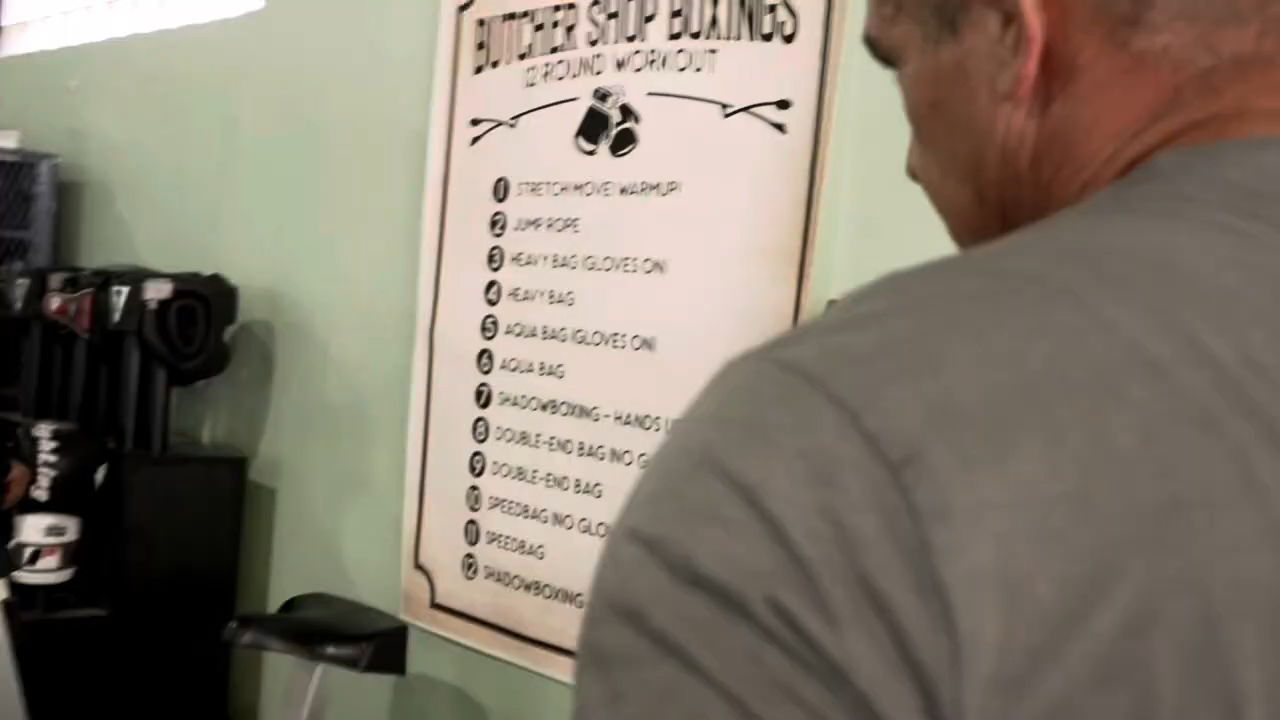 BUTCHER SHOP BOXINGS
12 ROUND WORKOUT
1 STRETCH! MOVE! WARMUP!
2 JUMP ROPE
3 HEAVY BAG (GLOVES ON)
4 HEAVY BAG
5 AQUA BAG (GLOVES ON)
6 AQUA BAG
7 SHADOWBOXING - HANDS
8 DOUBLE-END BAG (NO
9 DOUBLE-END BAG
10 SPEEDBAG (NO GLO
11 SPEEDBAG
12 SHADOWBOXING